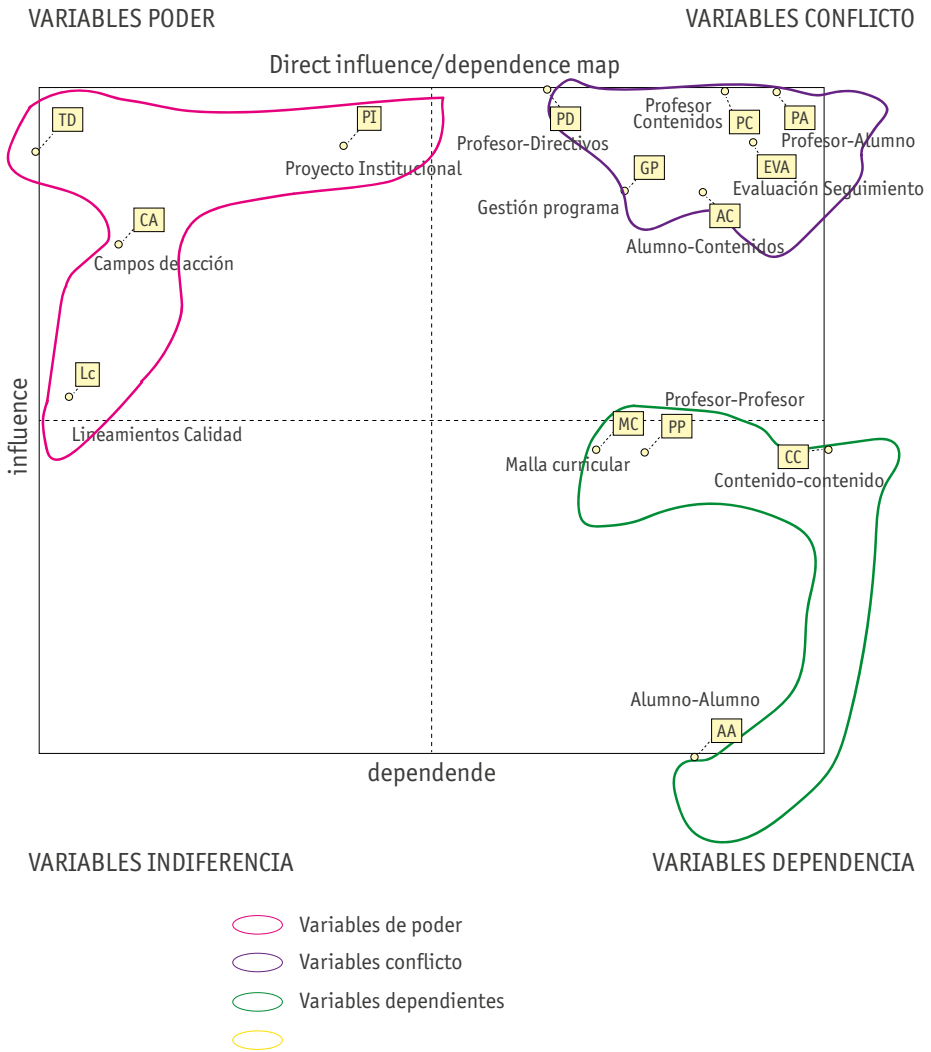 VARIABLES PODER
VARIABLES CONFLICTO
Direct influence/dependence map
TD
PI
Proyecto Institucional
CA
Campos de acción
Lc
Lineamientos Calidad
PD
Profesor-Directivos
Profesor
Contenidos
PC
PA
Profesor-Alumno
EVA
Evaluación Seguimiento
GP
Gestión programa
AC
Alumno-Contenidos
influence
Profesor-Profesor
MC
PP
Malla curricular
CC
Contenido-contenido
Alumno-Alumno
AA
dependende
VARIABLES INDIFERENCIA
VARIABLES DEPENDENCIA
Variables de poder
Variables conflicto
Variables dependientes